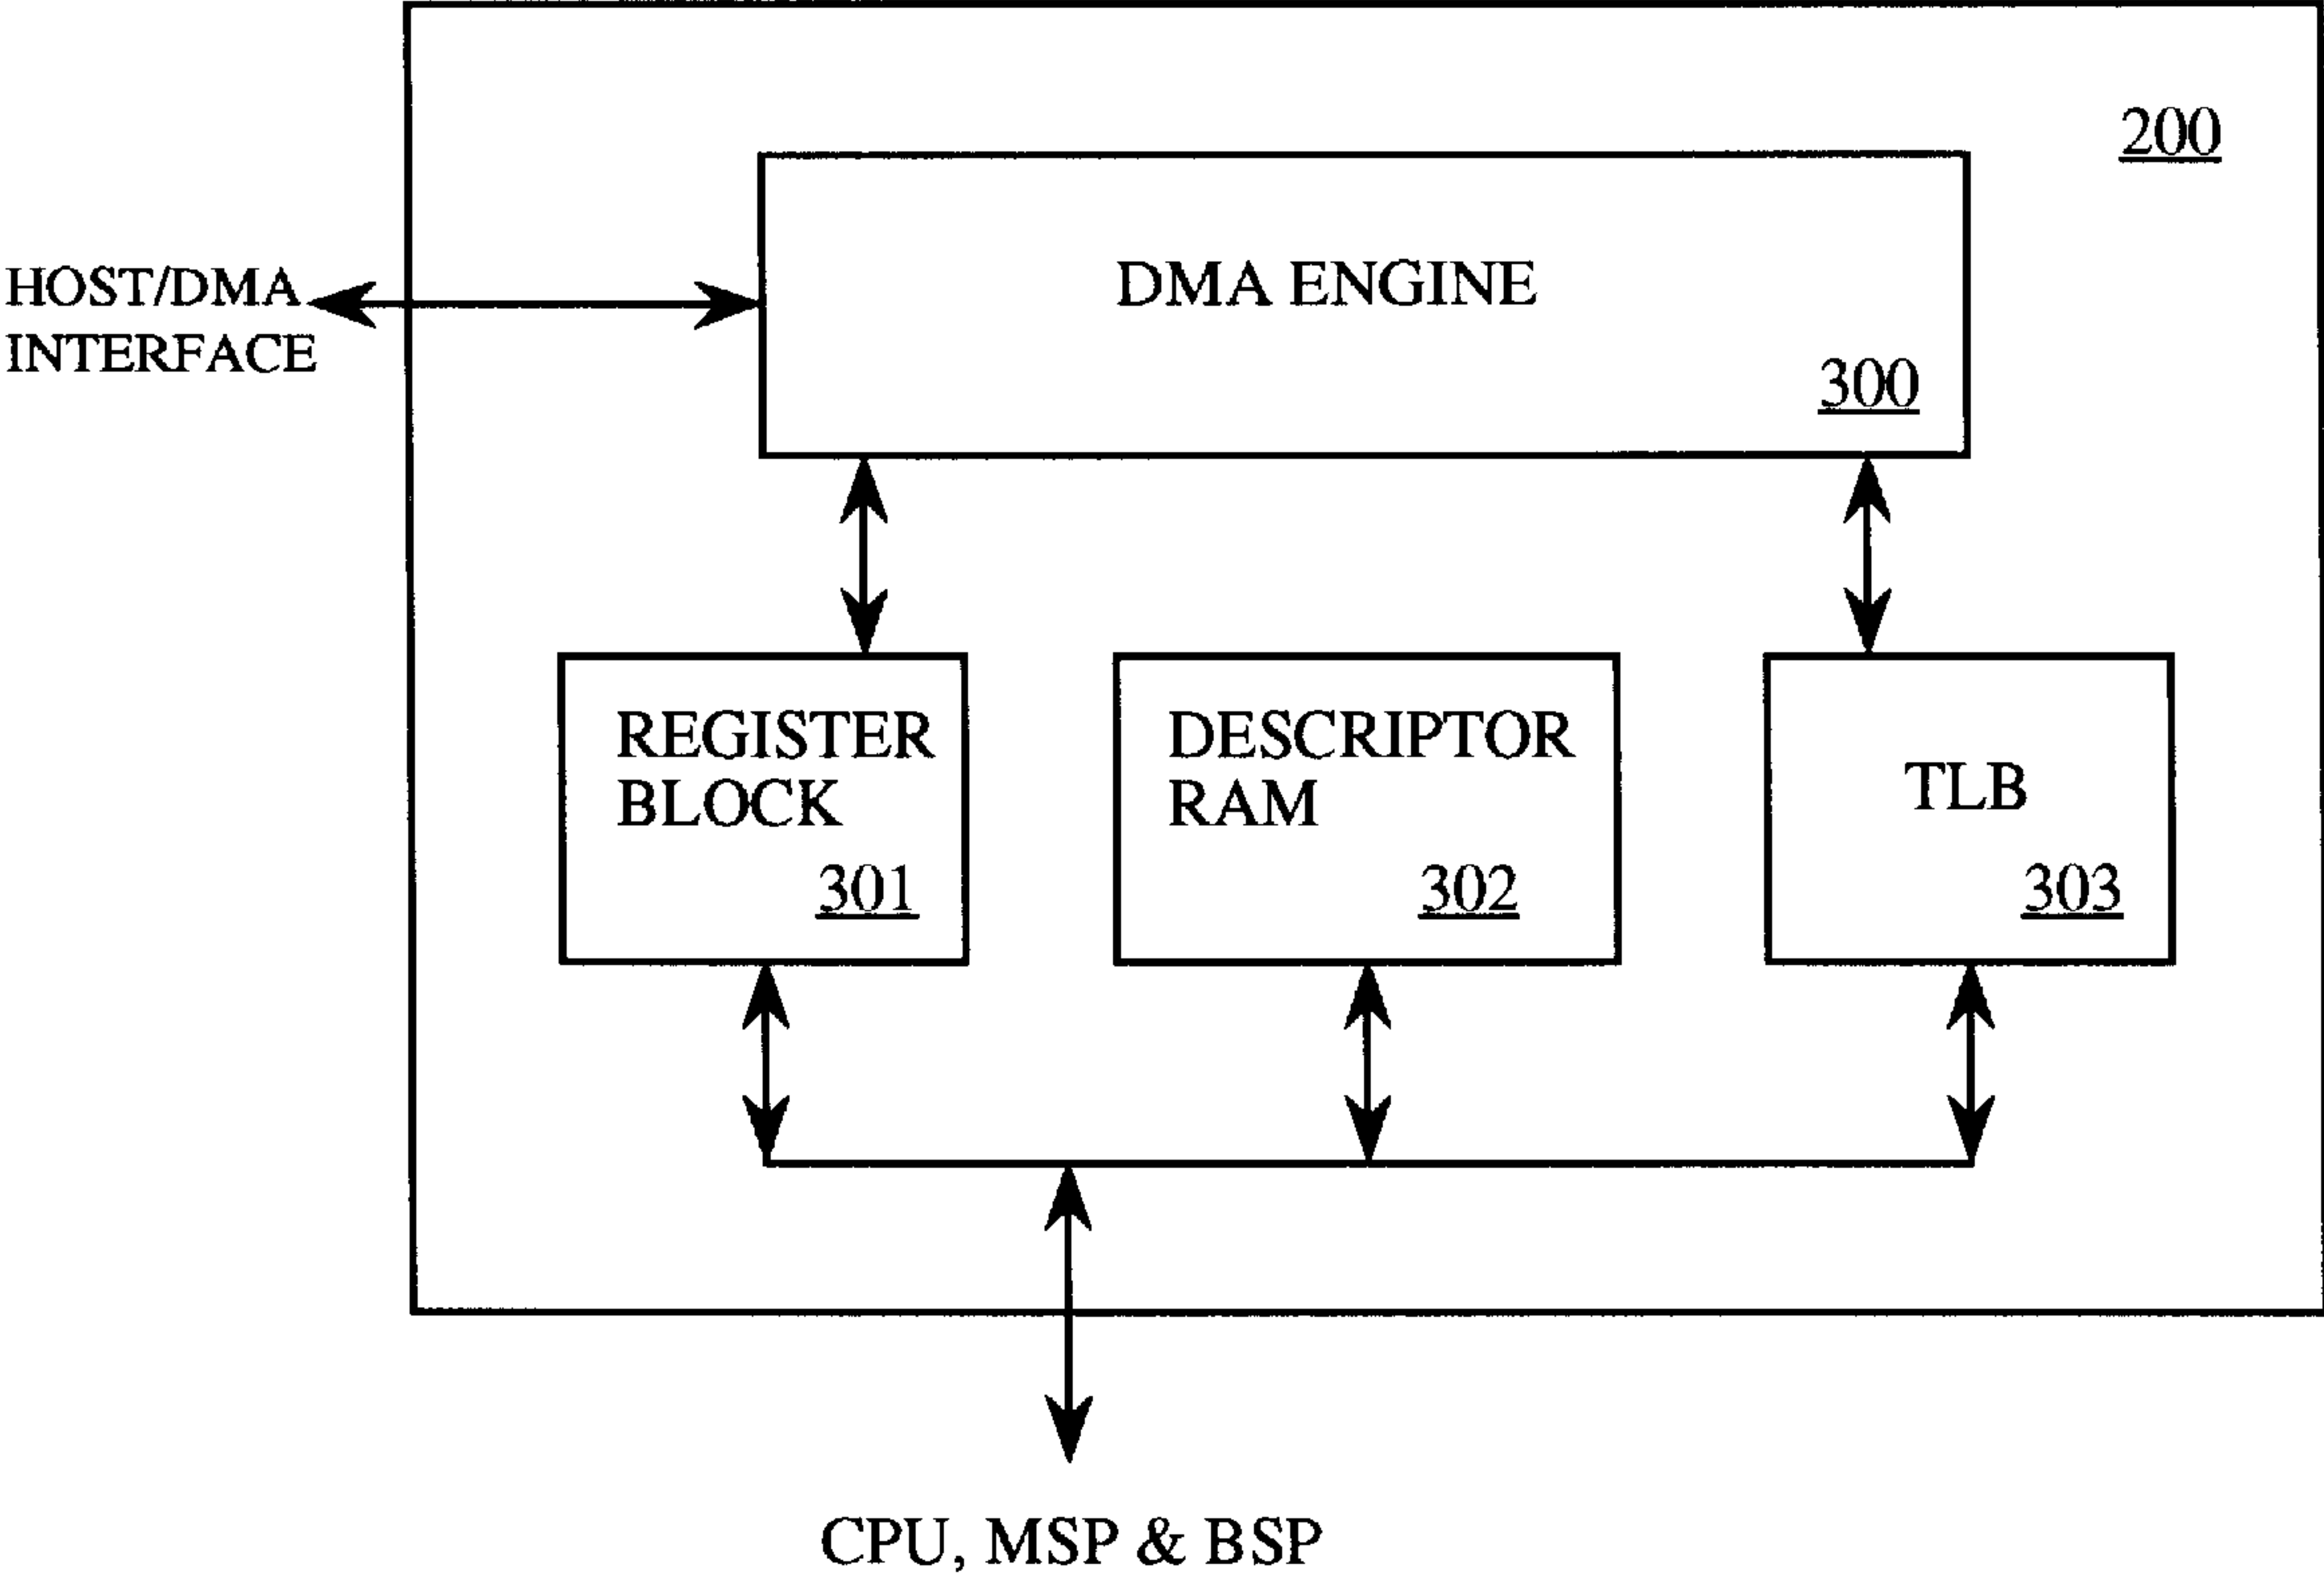 200
HOST/DMA
INTERFACE
DMA ENGINE
300
REGISTER
BLOCK
301
DESCRIPTOR
RAM
302
TLB
303
CPU, MSP & BSP